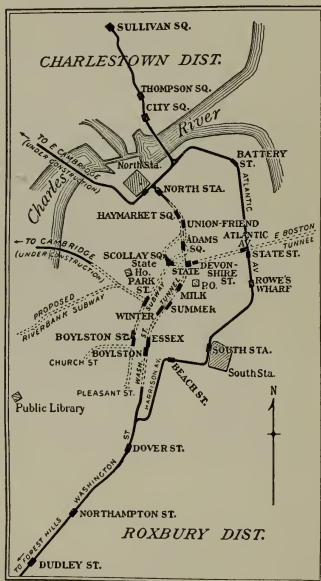 SULLIVAN SQ.
CHARLESTOWN DIST.
THOMPSON SQ.
CITY SQ.
River
TO E CAMBRIDGE
(UNDER CONSTRUCTION)
North Sta.
BATTERY
ST.
Charles
NORTH STA.
ATLANTIC
HAYMARKET SQ.
UNION-FRIEND
ADAMS
SQ.
ATLANTIC
AV.
E BOSTON
TUNNEL
TO CAMBRIDGE
(UNDER CONSTRUCTION)
SCOLLAY SQ.
STATE ST.
State
Ho.
STATE
DEVONSHIRE
ST.
AV
PARK
ST.
P.O.
ROWE'S
WHARF
MILK
PROPOSED
RIVERBANK SUBWAY
SUBWAY
TUNNEL
WINTER
SUMMER
BOYLSTON ST.
ESSEX
SOUTH STA.
CHURCH ST
BOYLSTON
WASH. ST.
South Sta.
HARRISON AV.
BEACH ST.
PLEASANT ST.
Public Library
N
WASHINGTON ST
DOVER ST.
NORTHAMPTON ST.
ROXBURY DIST.
TO FOREST HILLS
DUDLEY ST.